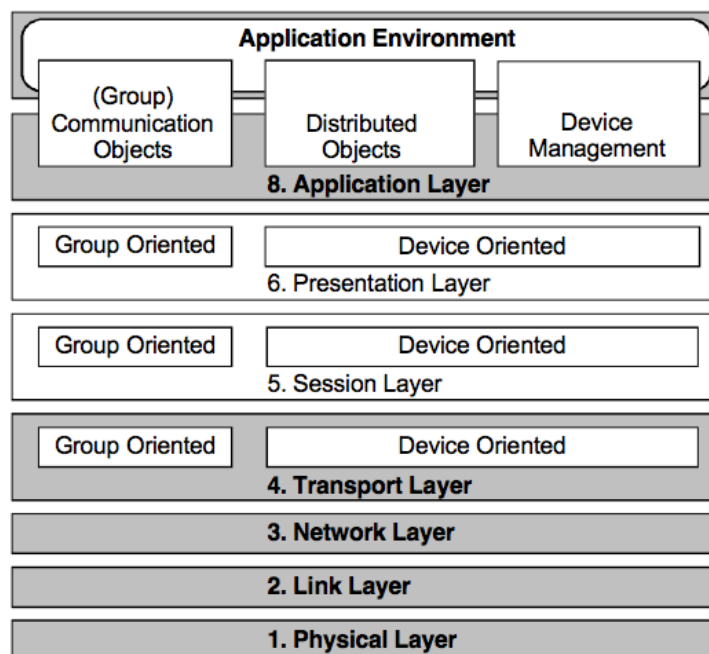 Application Environment
(Group)
Communication
Objects
Distributed
Objects
Device
Management
8. Application Layer
Group Oriented
Device Oriented
6. Presentation Layer
Group Oriented
Device Oriented
5. Session Layer
Group Oriented
Device Oriented
4. Transport Layer
3. Network Layer
2. Link Layer
1. Physical Layer